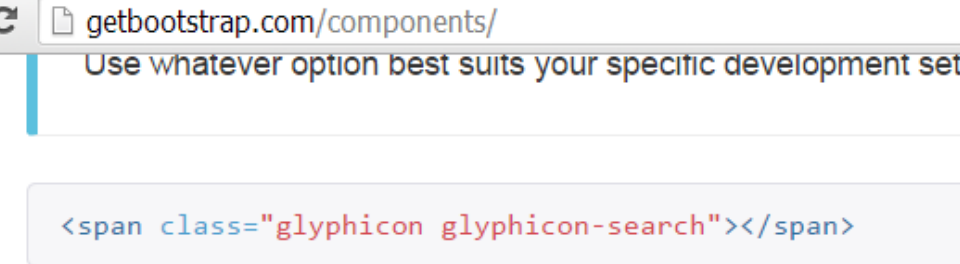 getbootstrap.com/components/
Use whatever option best suits your specific development set
<span class="glyphicon glyphicon-search"></span>